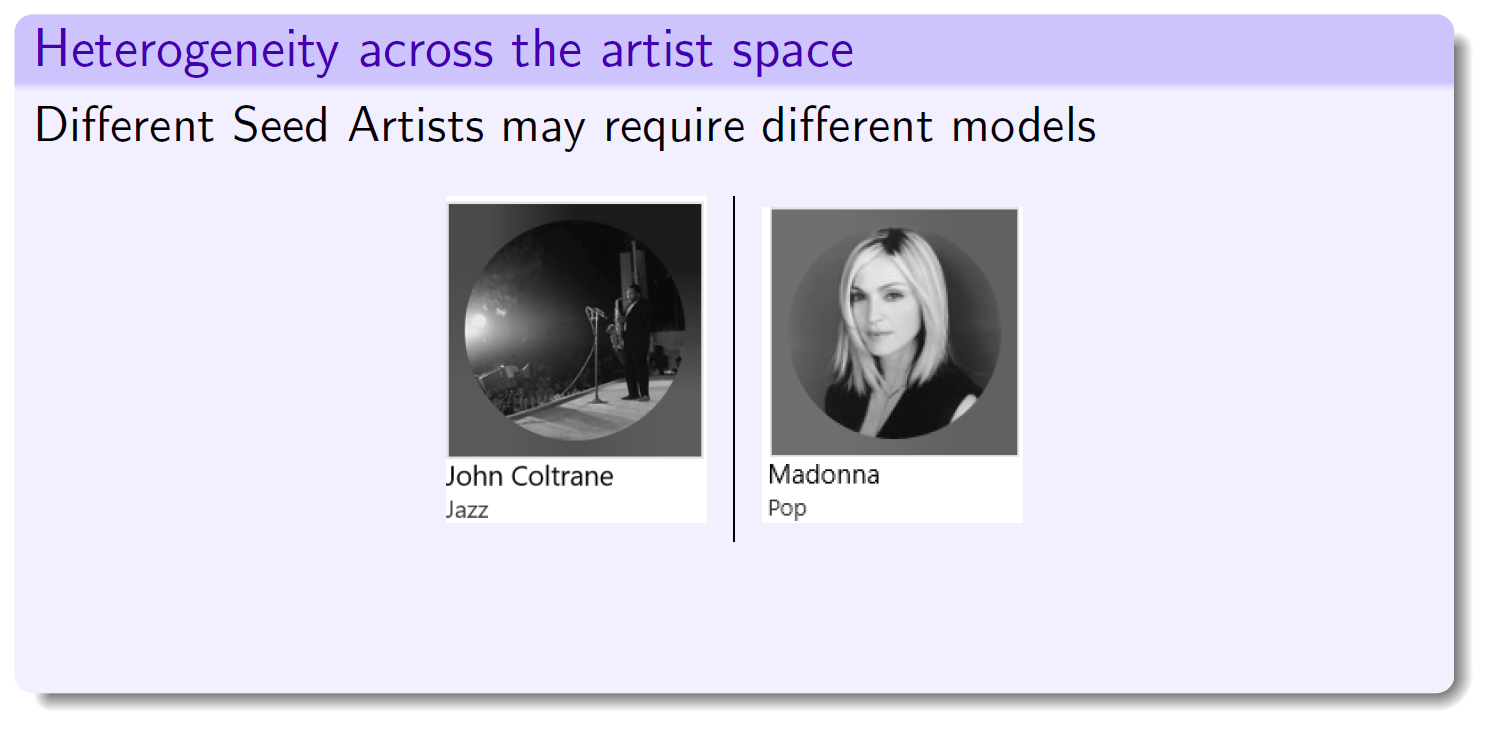 Heterogeneity across the artist space
Different Seed Artists may require different models
John Coltrane
Jazz
Madonna
Pop